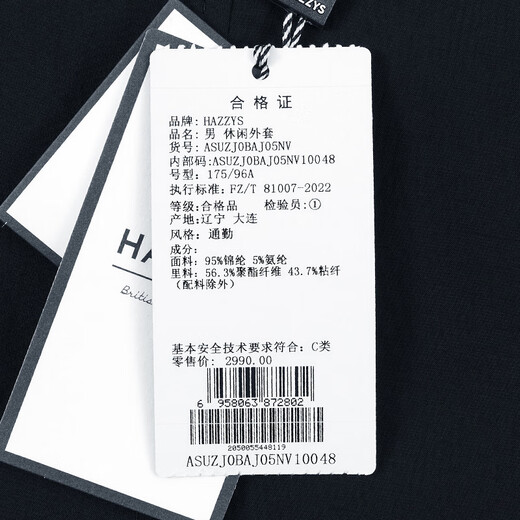 ZZYS
合格证
品牌: HAZZYS
品名: 男 休闲外套
货号: ASUZJ0BAJ05NV
内部码: ASUZJ0BAJ05NV10048
号型: 175/96A
执行标准: FZ/T 81007-2022
等级: 合格品 检验员: ①
产地: 辽宁 大连
风格: 通勤
成分:
面料: 95%锦纶 5%氨纶
里料: 56.3%聚酯纤维 43.7%粘纤
(配料除外)
基本安全技术要求符合: C类
零售价: 2990.00
6 958063 872802
2050055448119
ASUZJ0BAJ05NV10048
HA
Britis